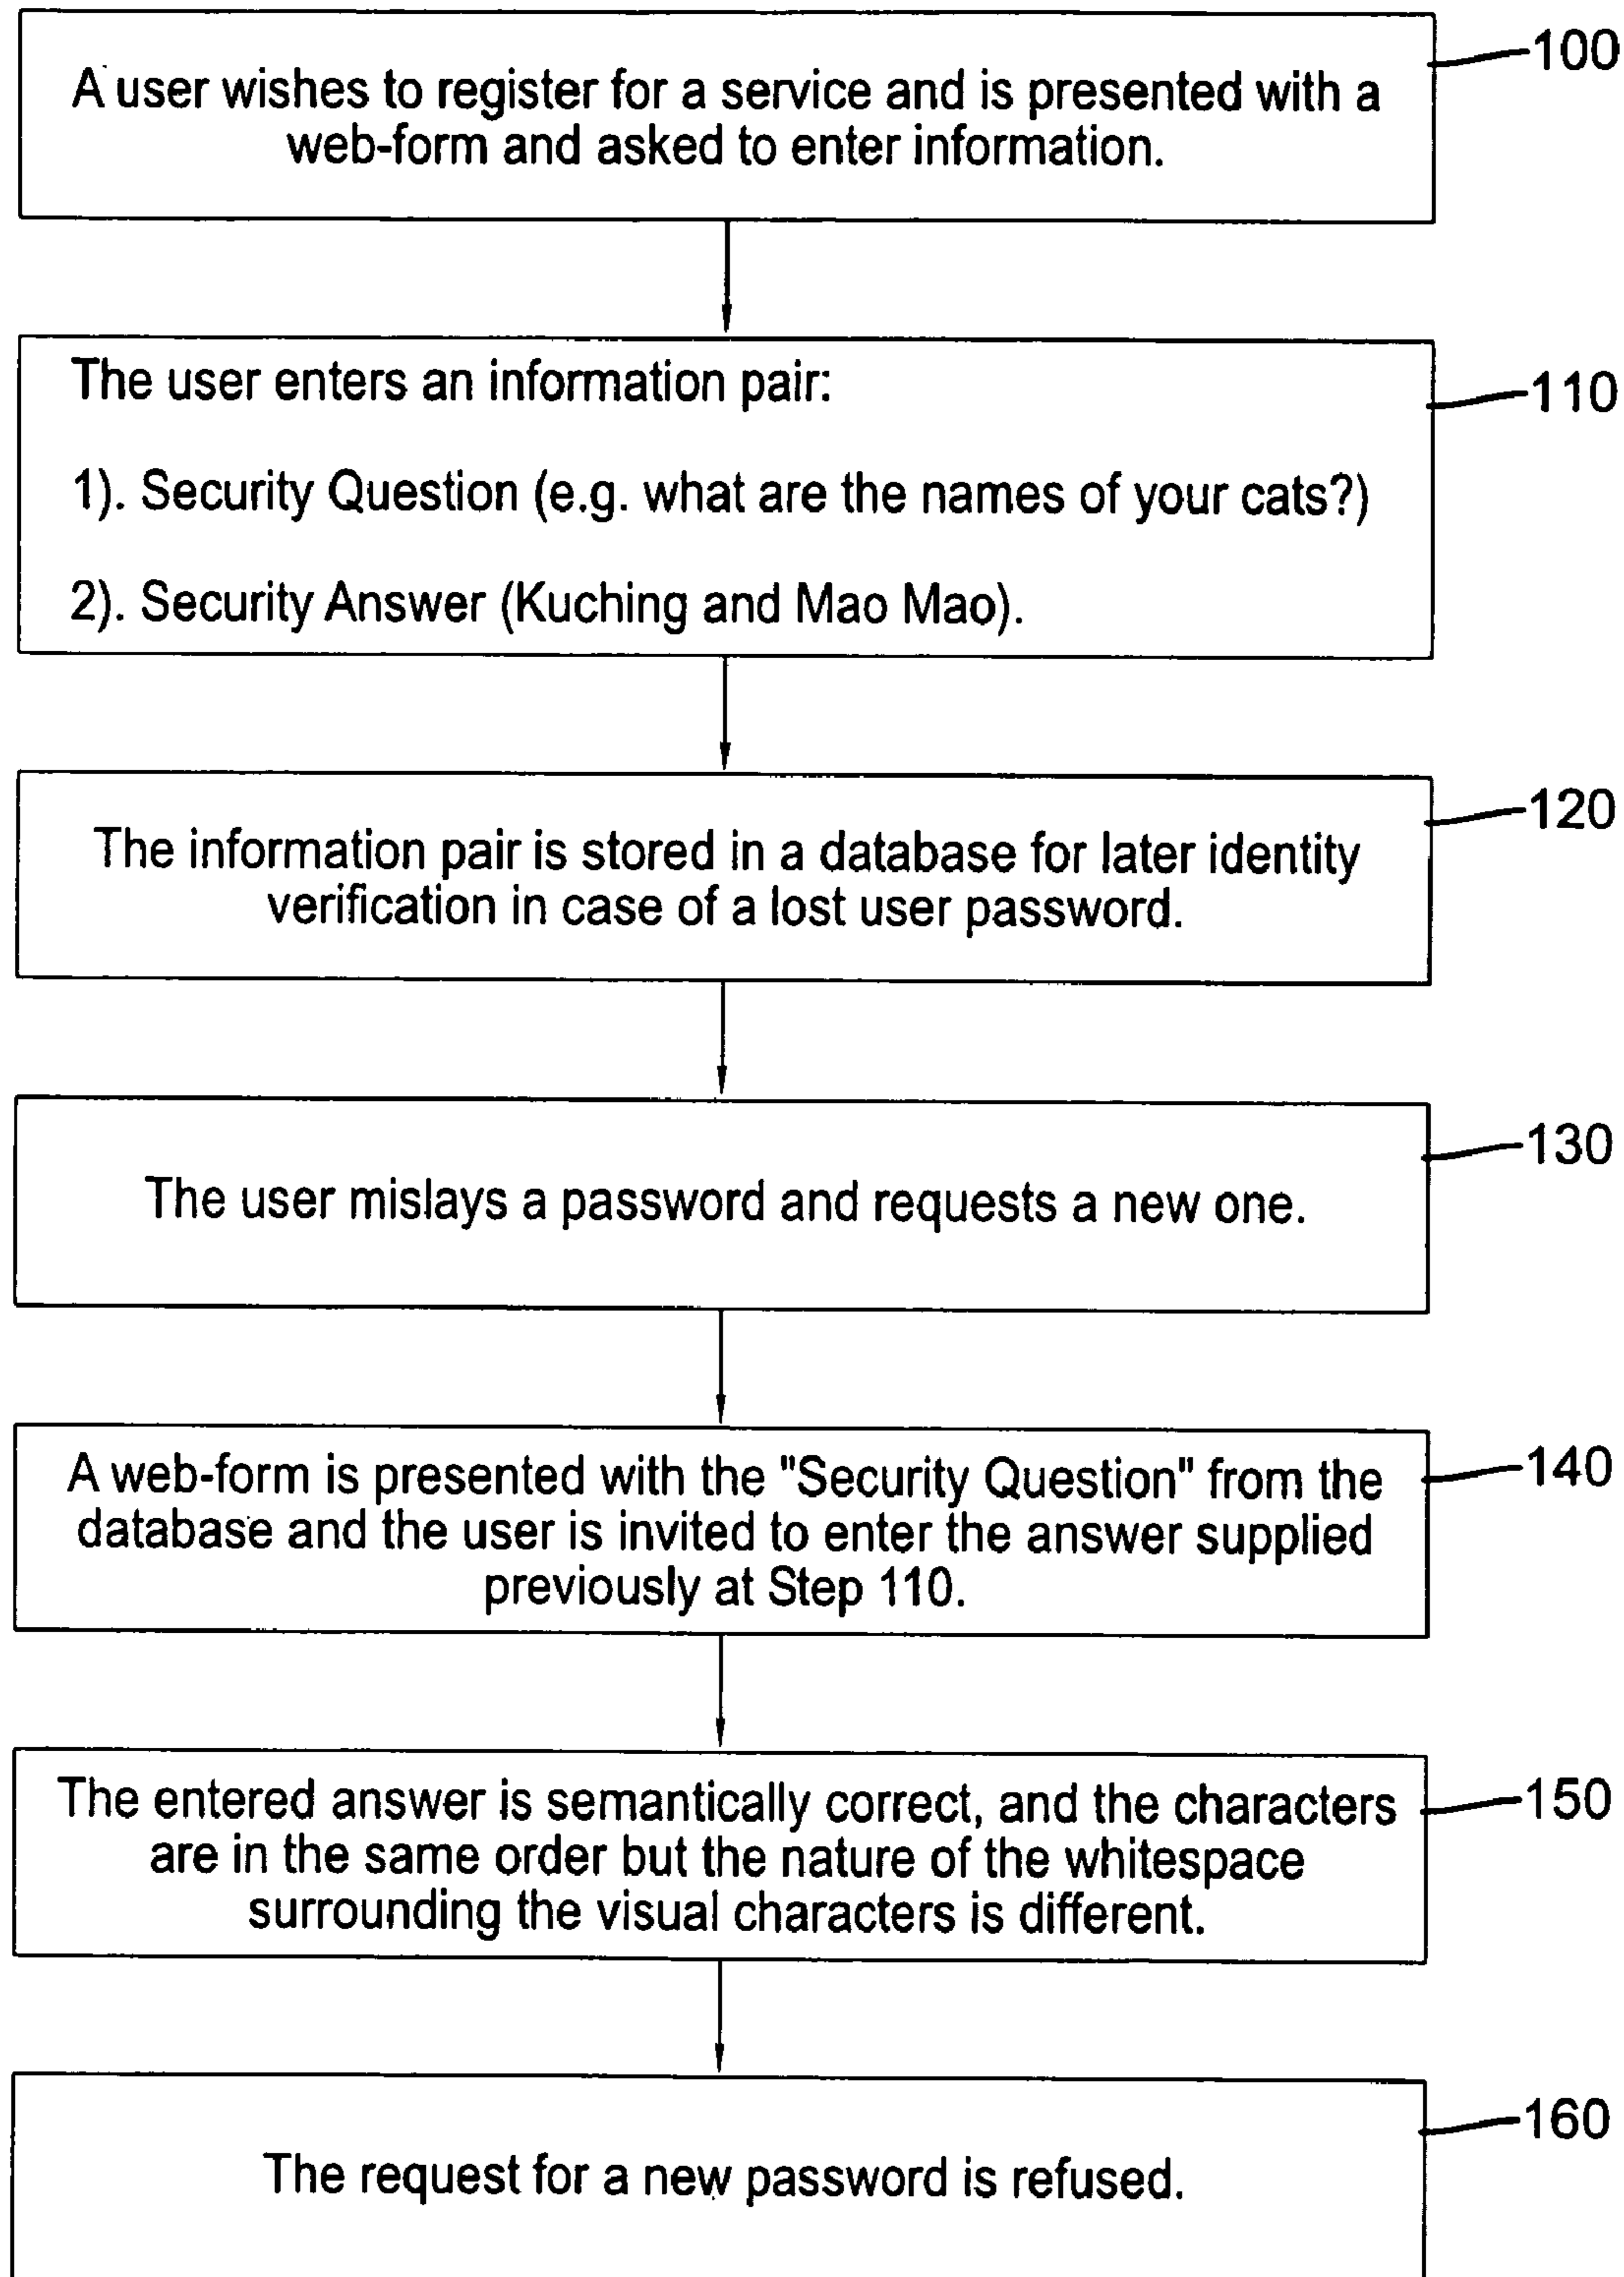 100
A user wishes to register for a service and is presented with a
web-form and asked to enter information.
110
The user enters an information pair:
1). Security Question (e.g. what are the names of your cats?)
2). Security Answer (Kuching and Mao Mao).
120
The information pair is stored in a database for later identity
verification in case of a lost user password.
130
The user mislays a password and requests a new one.
140
A web-form is presented with the "Security Question" from the
database and the user is invited to enter the answer supplied
previously at Step 110.
150
The entered answer is semantically correct, and the characters
are in the same order but the nature of the whitespace
surrounding the visual characters is different.
160
The request for a new password is refused.